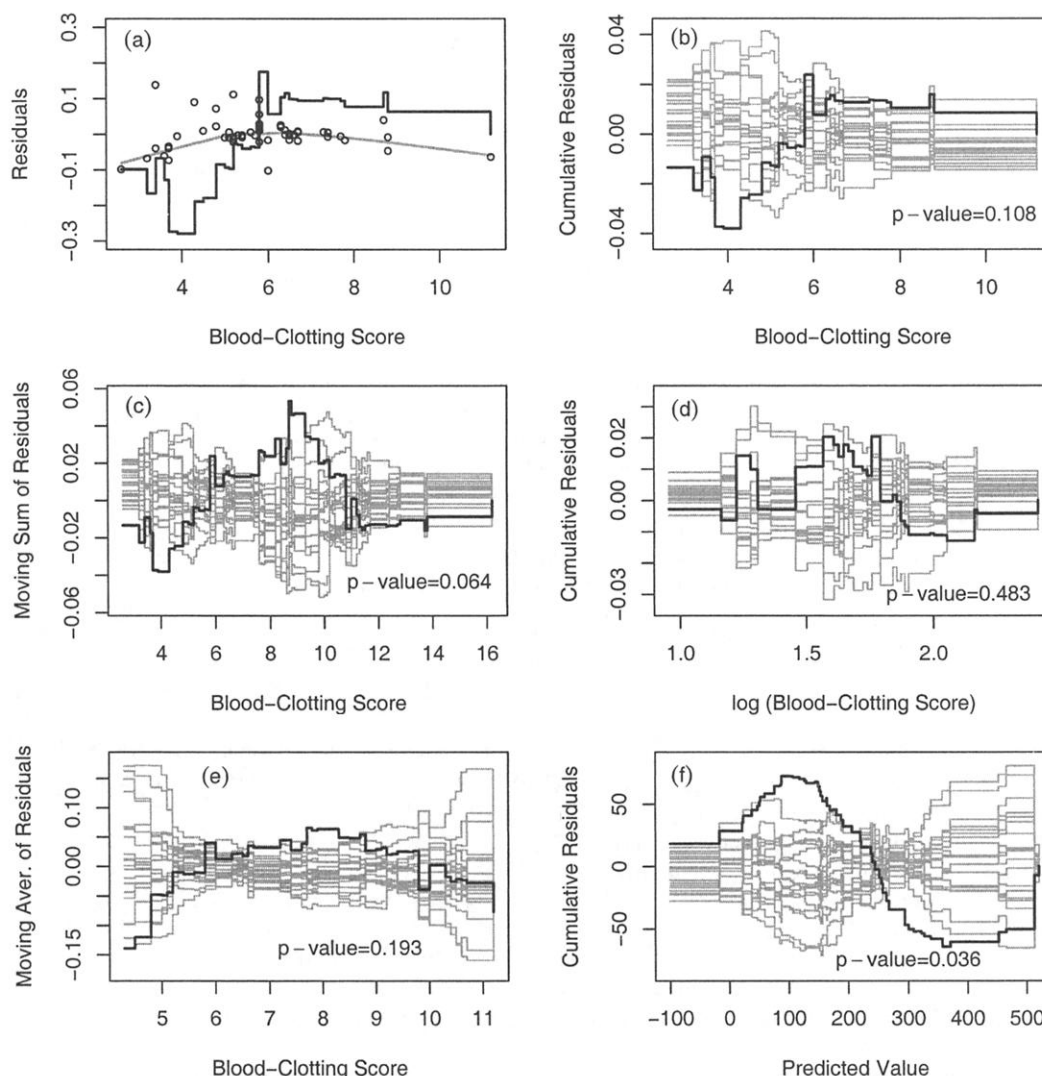 (a)
Residuals
0.3
0.1
−0.1
−0.3
4 6 8 10
Blood−Clotting Score
(b)
Cumulative Residuals
0.04
0.00
−0.04
p−value=0.108
4 6 8 10
Blood−Clotting Score
(c)
Moving Sum of Residuals
0.06
0.02
−0.02
−0.06
p−value=0.064
4 6 8 10 12 14 16
Blood−Clotting Score
(d)
Cumulative Residuals
0.02
0.00
−0.03
p−value=0.483
1.0 1.5 2.0
log (Blood−Clotting Score)
(e)
Moving Aver. of Residuals
0.10
0.00
−0.15
p−value=0.193
5 6 7 8 9 10 11
Blood−Clotting Score
(f)
Cumulative Residuals
50
0
−50
p−value=0.036
−100 0 100 200 300 400 500
Predicted Value